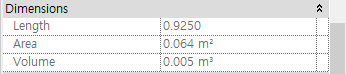 Dimensions
Length 0.9250
Area 0.064 m²
Volume 0.005 m³